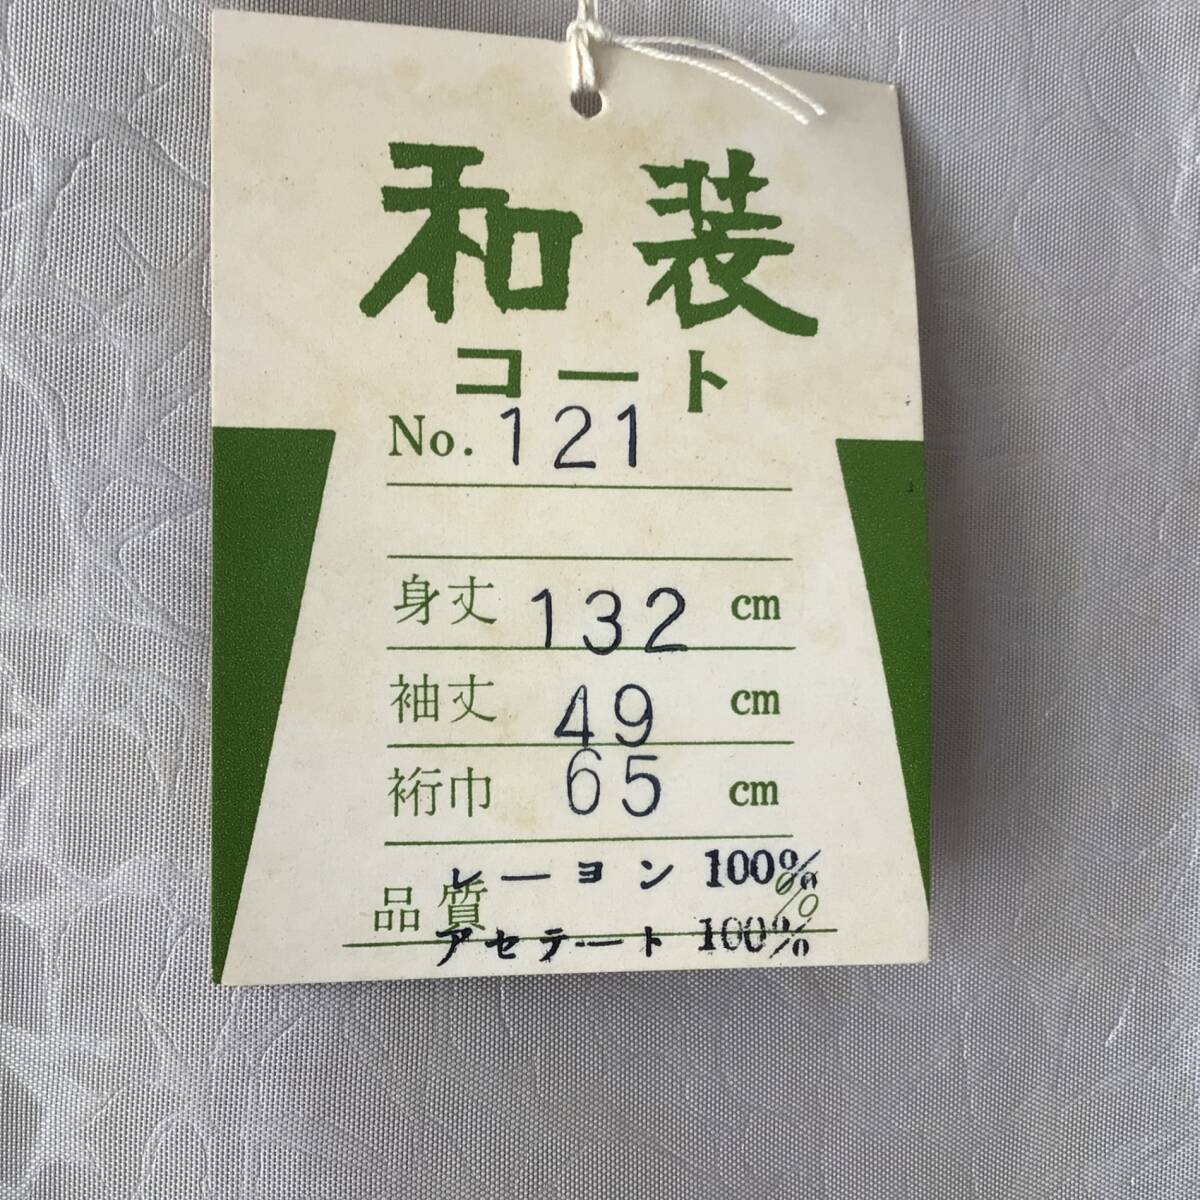 和装
コート
No. 121
身丈 132 cm
袖丈 49 cm
裄巾 65 cm
レーヨン 100%
品質 %
アセテート 100%